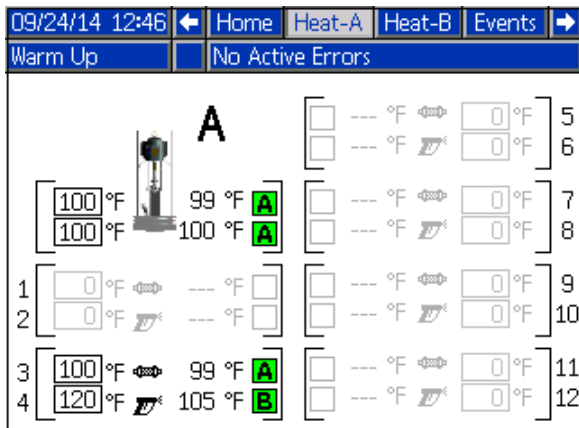 09/24/14 12:46 Home Heat-A Heat-B Events
Warm Up No Active Errors
A
--- °F 0 °F 5
--- °F 0 °F 6
100 °F 99 °F A
100 °F 100 °F A
--- °F 0 °F 7
--- °F 0 °F 8
1 0 °F --- °F
2 0 °F --- °F
--- °F 0 °F 9
--- °F 0 °F 10
3 100 °F 99 °F A
4 120 °F 105 °F B
--- °F 0 °F 11
--- °F 0 °F 12